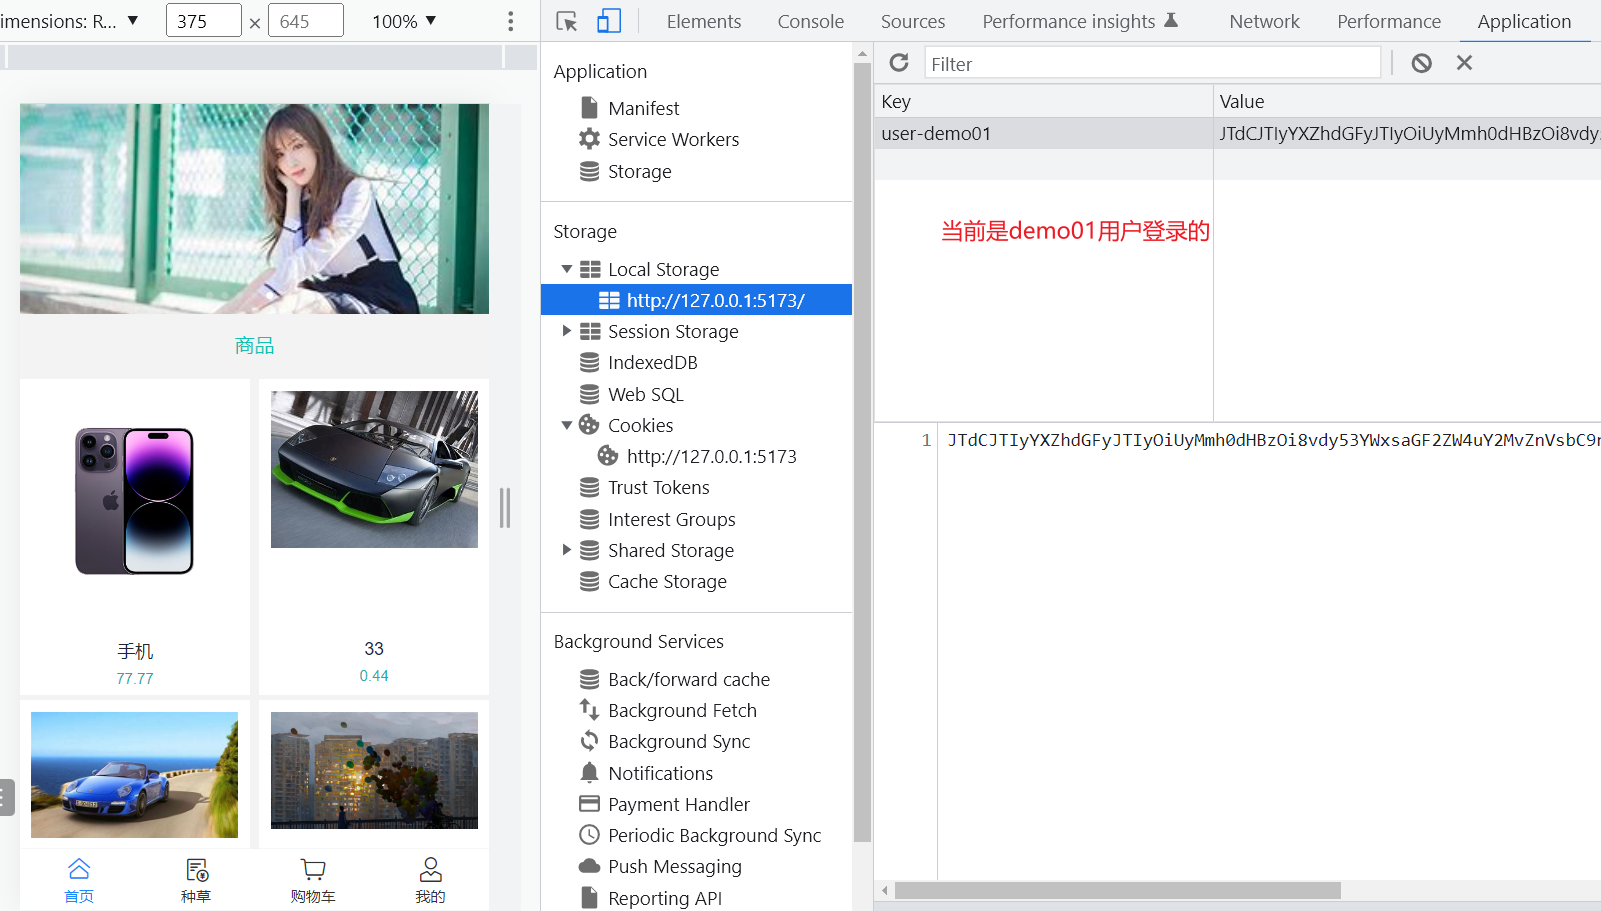 imensions: R... ▼ 375 × 645 100% ▼
Elements Console Sources Performance insights Network Performance Application
商品
手机
77.77
33
0.44
首页 种草 购物车 我的
Application
Manifest
Service Workers
Storage
Storage
Local Storage
http://127.0.0.1:5173/
Session Storage
IndexedDB
Web SQL
Cookies
http://127.0.0.1:5173
Trust Tokens
Interest Groups
Shared Storage
Cache Storage
Background Services
Back/forward cache
Background Fetch
Background Sync
Notifications
Payment Handler
Periodic Background Sync
Push Messaging
Reporting API
Filter
Key Value
user-demo01 JTdCJTIyYXZhdGFyJTIyOiUyMmh0dHBzOi8vdy
当前是demo01用户登录的
1 JTdCJTIyYXZhdGFyJTIyOiUyMmh0dHBzOi8vdy53YWxsaGF2ZW4uY2MvZnVsbC9